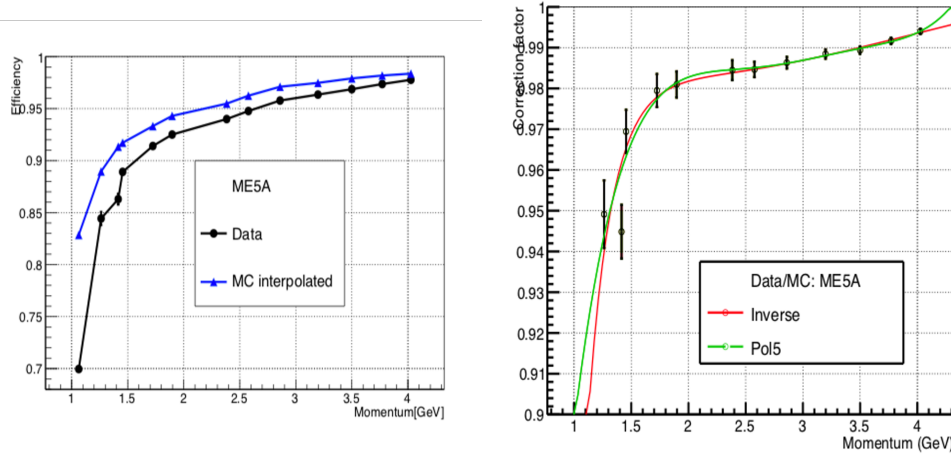 Efficiency
1
0.95
0.9
0.85
0.8
0.75
0.7
ME5A
Data
MC interpolated
1 1.5 2 2.5 3 3.5 4
Momentum[GeV]
Correction factor
1
0.99
0.98
0.97
0.96
0.95
0.94
0.93
0.92
0.91
0.9
Data/MC: ME5A
Inverse
Pol5
1 1.5 2 2.5 3 3.5 4
Momentum (GeV)